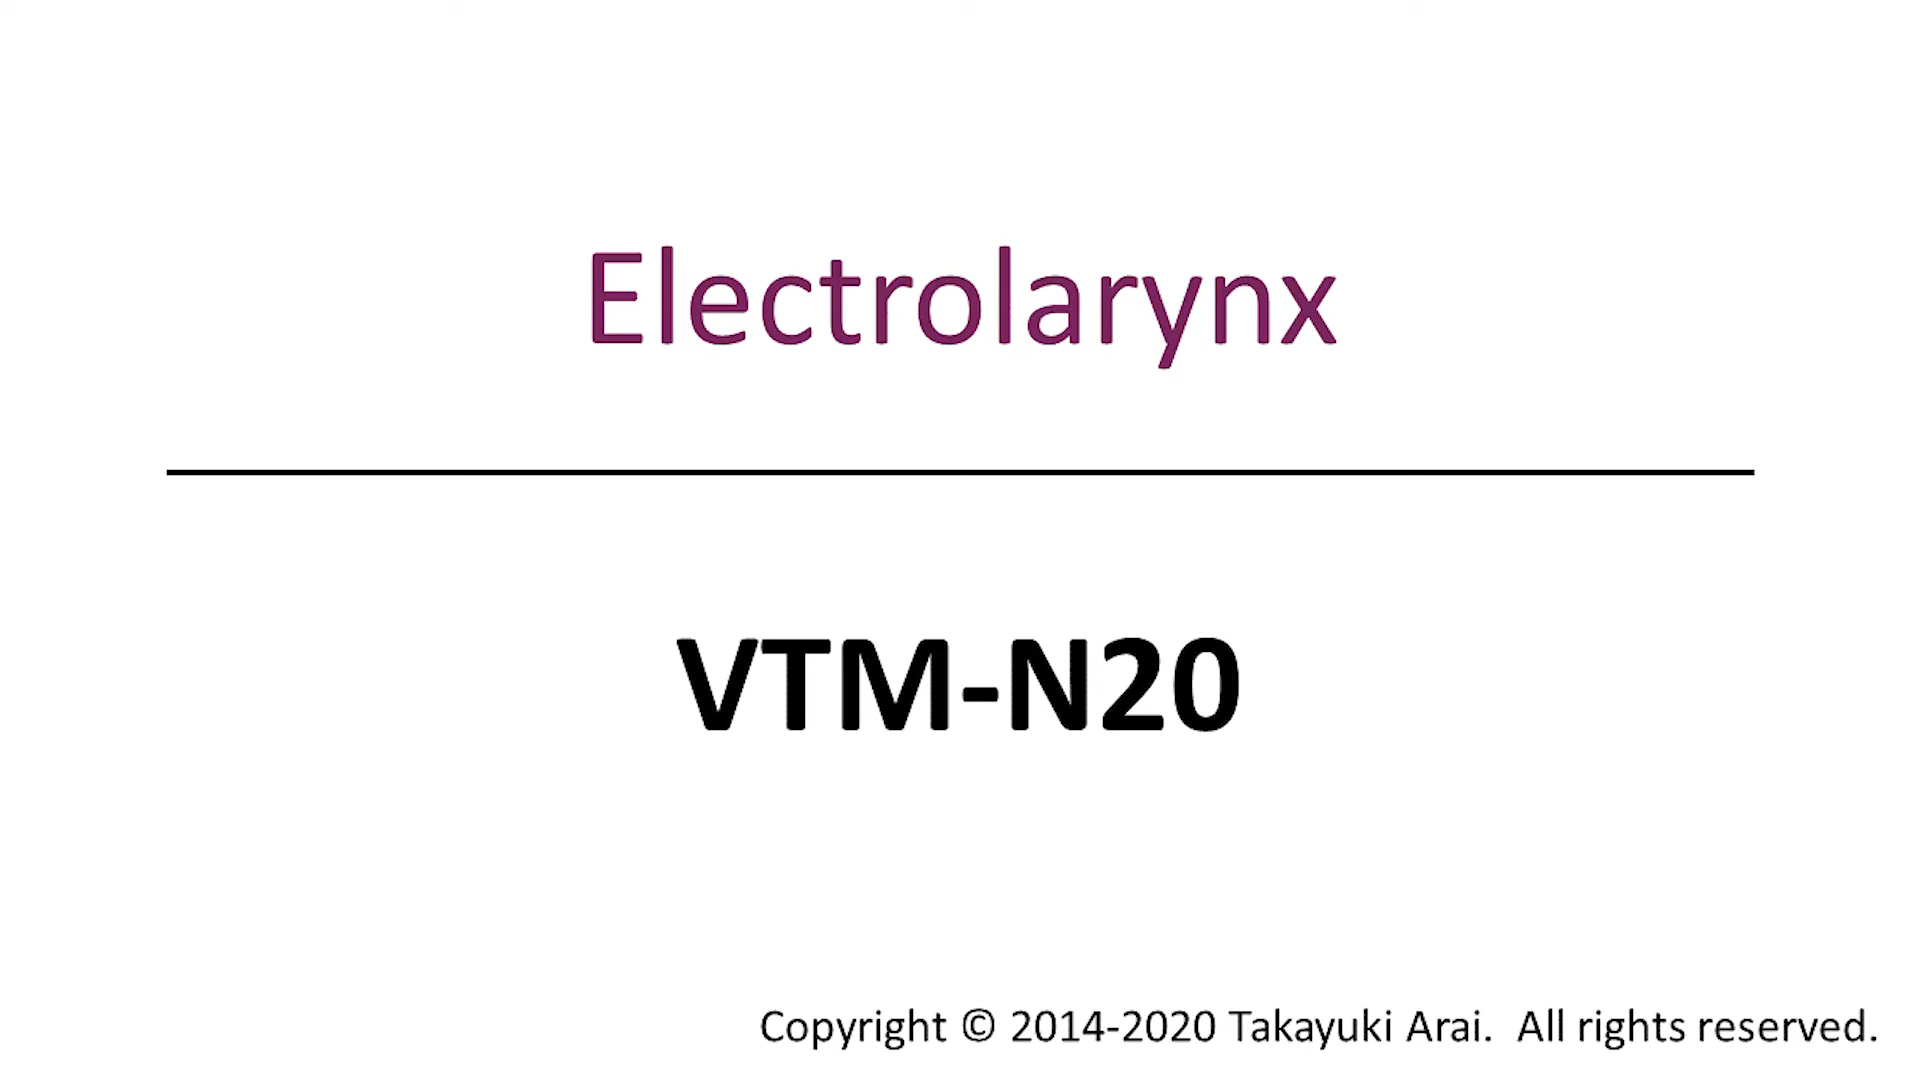 Electrolarynx
VTM-N20
Copyright © 2014-2020 Takayuki Arai.  All rights reserved.